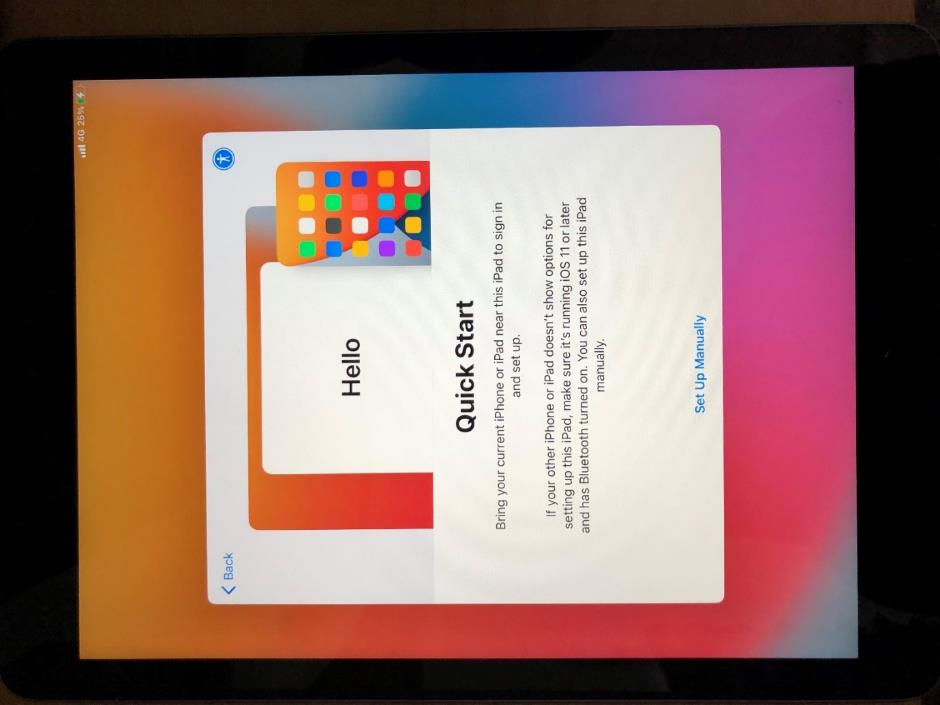 4G 25%
Back
Hello
Quick Start
Bring your current iPhone or iPad near this iPad to sign in
and set up.
If your other iPhone or iPad doesn't show options for
setting up this iPad, make sure it's running iOS 11 or later
and has Bluetooth turned on. You can also set up this iPad
manually.
Set Up Manually